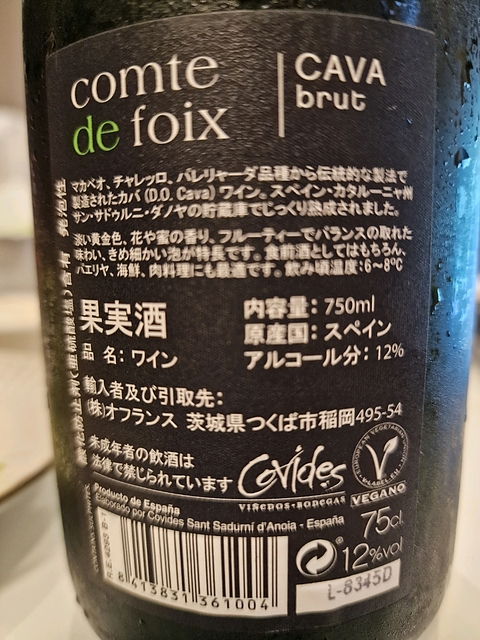 comte
de foix
CAVA
brut
マカベオ、チャレッロ、パレリャーダ品種から伝統的な製法で
製造されたカバ (D.O. Cava) ワイン。スペイン・カタルーニャ州
サン・サドゥルニ・ダノヤの貯蔵庫でじっくり熟成されました。
淡い黄金色、花や蜜の香り、フルーティーでバランスの取れた
味わい、きめ細かい泡が特長です。食前酒としてはもちろん、
パエリヤ、海鮮、肉料理にも最適です。飲み頃温度:6~8℃
果実酒
品 名:ワイン
内容量:750ml
原産国:スペイン
アルコール分:12%
輸入者及び引取先:
(株)オフランス 茨城県つくば市稲岡495-54
未成年者の飲酒は
法律で禁じられています
Covides
VIÑEDOS-BODEGAS
V
VEGANO
Producto de España
Elaborado por Covides Sant Sadurní d'Anoia - España
75cl.
12%vol
L-8345D
8 413831 361004